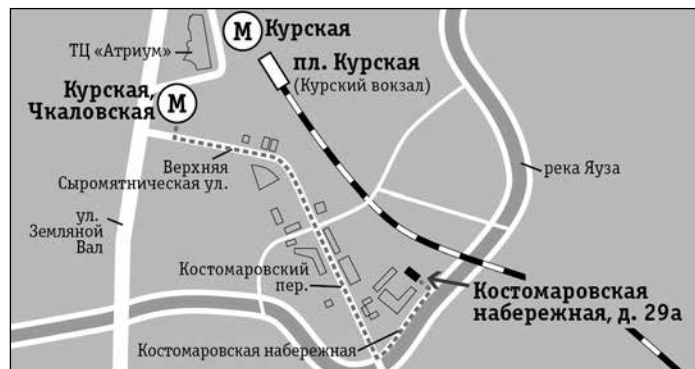 М Курская
ТЦ «Атриум»
пл. Курская
(Курский вокзал)
Курская,
Чкаловская
М
Верхняя
Сыромятническая ул.
река Яуза
ул.
Земляной
Вал
Костомаровский
пер.
Костомаровская
набережная, д. 29а
Костомаровская набережная